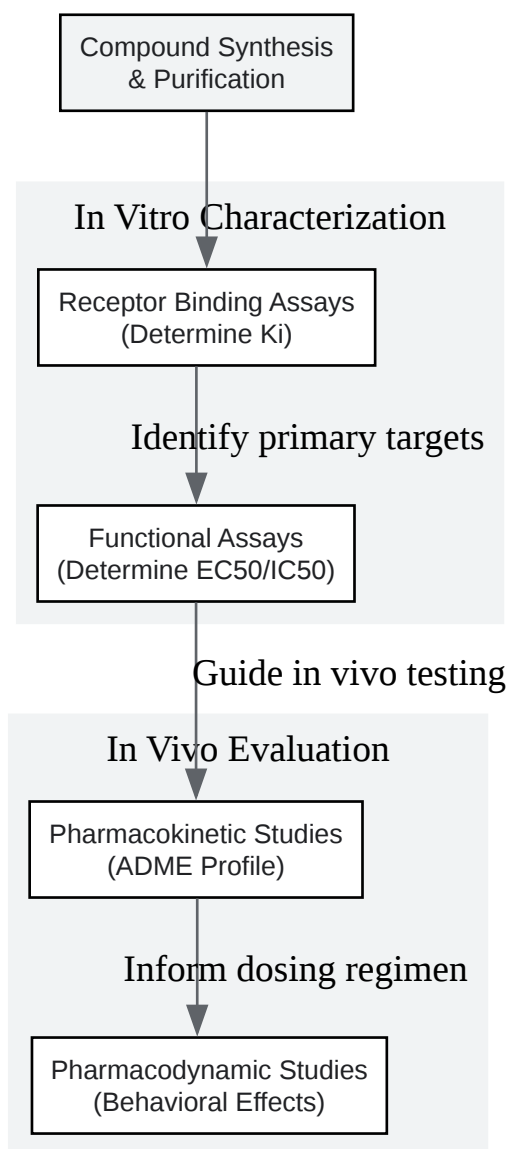 Compound Synthesis
& Purification
In Vitro Characterization
Receptor Binding Assays
(Determine Ki)
Identify primary targets
Functional Assays
(Determine EC50/IC50)
Guide in vivo testing
In Vivo Evaluation
Pharmacokinetic Studies
(ADME Profile)
Inform dosing regimen
Pharmacodynamic Studies
(Behavioral Effects)